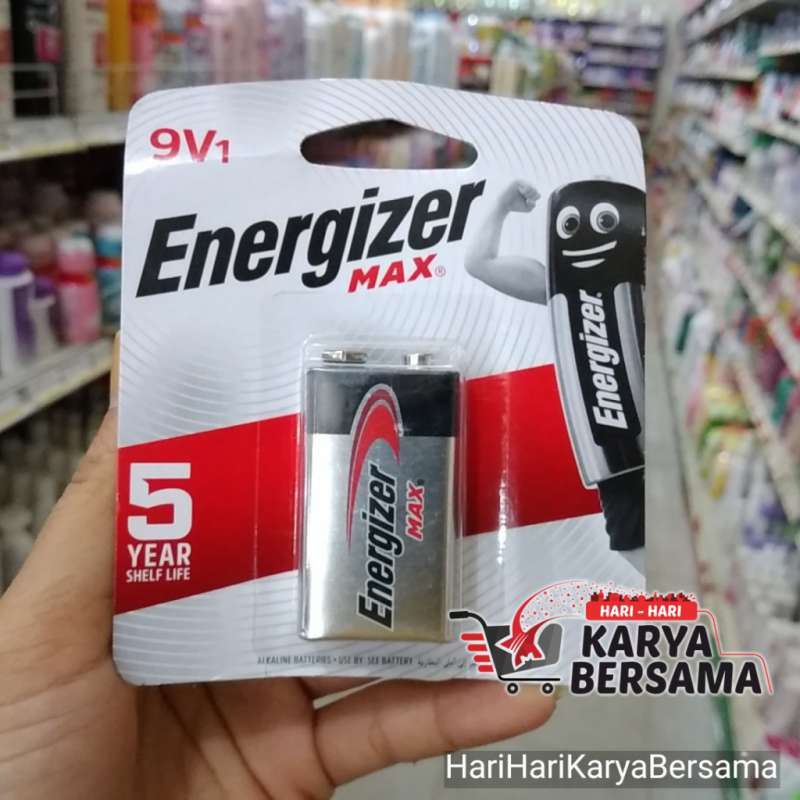 9V1
Energizer
MAX®
Energizer
Energizer
MAX
5
YEAR
SHELF LIFE
ALKALINE BATTERIES • USE BY: SEE BATTERY
HARI - HARI
KARYA
BERSAMA
HariHariKaryaBersama